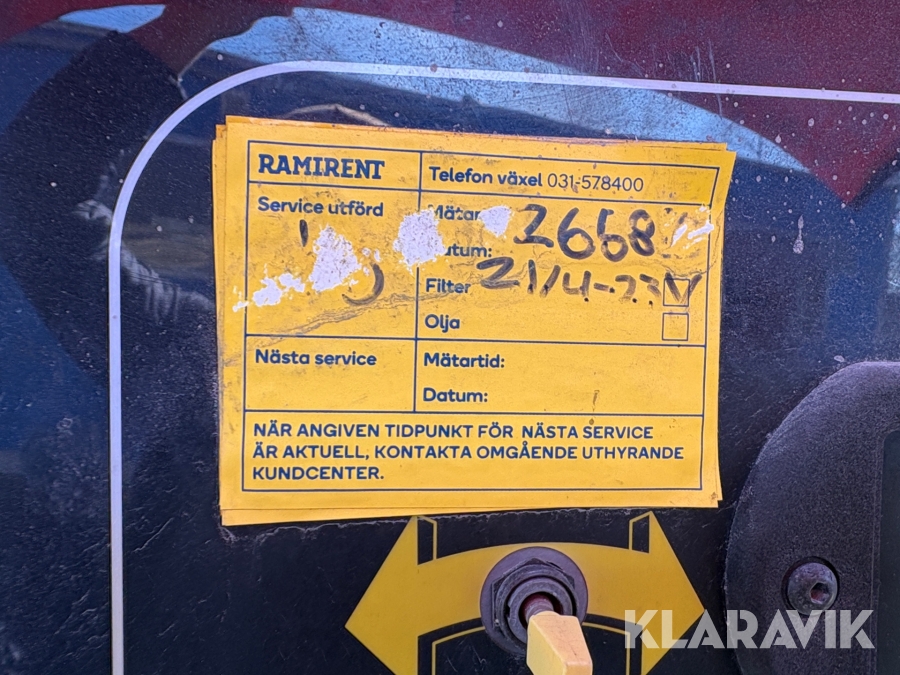 RAMIRENT
Telefon växel 031-578400
Service utförd
2668
21/4-23
Filter
Olja
Nästa service
Mätartid:
Datum:
NÄR ANGIVEN TIDPUNKT FÖR NÄSTA SERVICE
ÄR AKTUELL, KONTAKTA OMGÅENDE UTHYRANDE
KUNDCENTER.
KLARAVIK